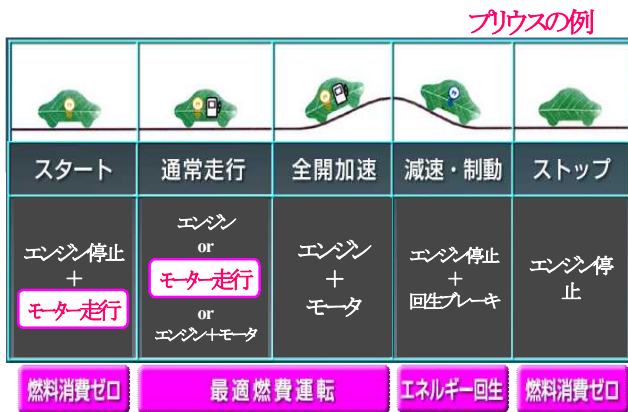 プリウスの例
スタート
通常走行
全開加速
減速・制動
ストップ
エンジン停止
+
モーター走行
エンジン
or
モーター走行
or
エンジン+モータ
エンジン
+
モータ
エンジン停止
+
回生ブレーキ
エンジン停
止
燃料消費ゼロ
最適燃費運転
エネルギー回生
燃料消費ゼロ